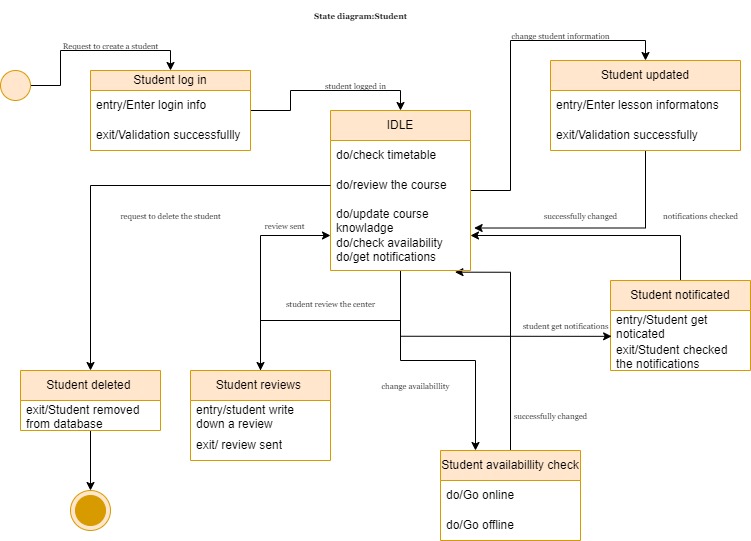 State diagram:Student
Request to create a student
change student information
Student log in
entry/Enter login info
exit/Validation successfullly
student logged in
Student updated
entry/Enter lesson informatons
exit/Validation successfully
IDLE
do/check timetable
do/review the course
do/update course
knowladge
do/check availability
do/get notifications
request to delete the student
review sent
successfully changed
notifications checked
student review the center
student get notifications
Student notificated
entry/Student get
noticated
exit/Student checked
the notifications
change availabillity
Student deleted
exit/Student removed
from database
Student reviews
entry/student write
down a review
exit/ review sent
successfully changed
Student availabillity check
do/Go online
do/Go offline